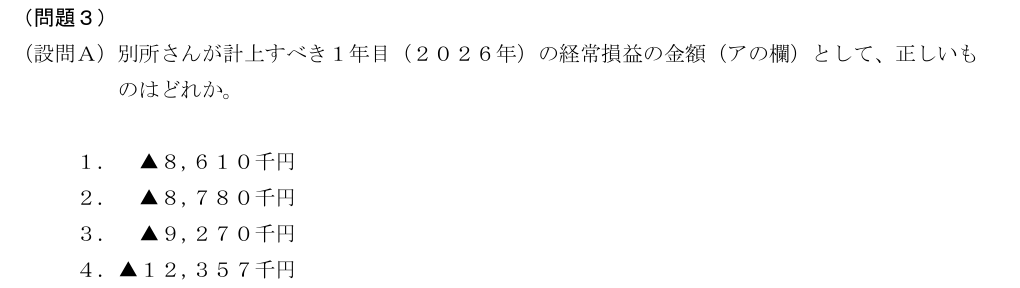 （問題３）
（設問Ａ）別所さんが計上すべき１年目（２０２６年）の経常損益の金額（アの欄）として、正しいも
のはどれか。
１．　▲８,６１０千円
２．　▲８,７８０千円
３．　▲９,２７０千円
４．▲１２,３５７千円